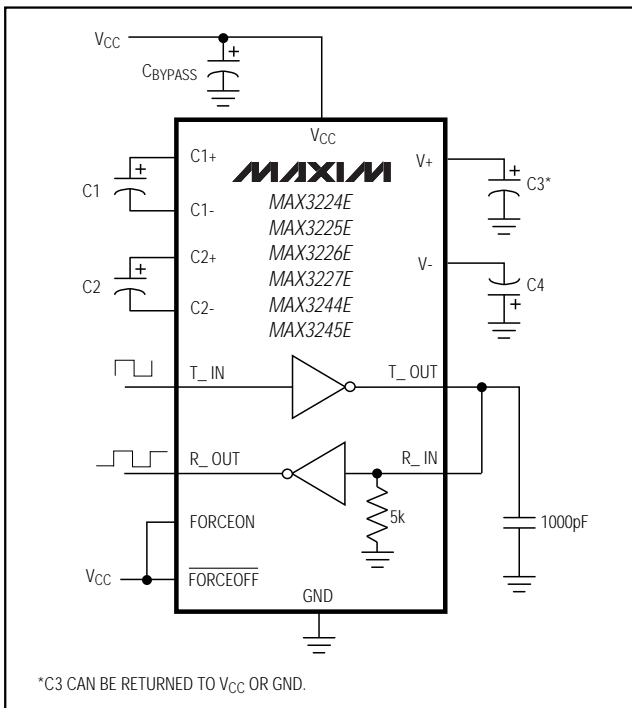 VCC
CBYPASS
+
VCC
C1
+
C1+
C1-
C2
+
C2+
C2-
MAXIM
MAX3224E
MAX3225E
MAX3226E
MAX3227E
MAX3244E
MAX3245E
V+
+
C3*
V-
C4
+
T_ IN
T_ OUT
R_ OUT
R_ IN
5k
1000pF
FORCEON
VCC
FORCEOFF
GND
*C3 CAN BE RETURNED TO VCC OR GND.